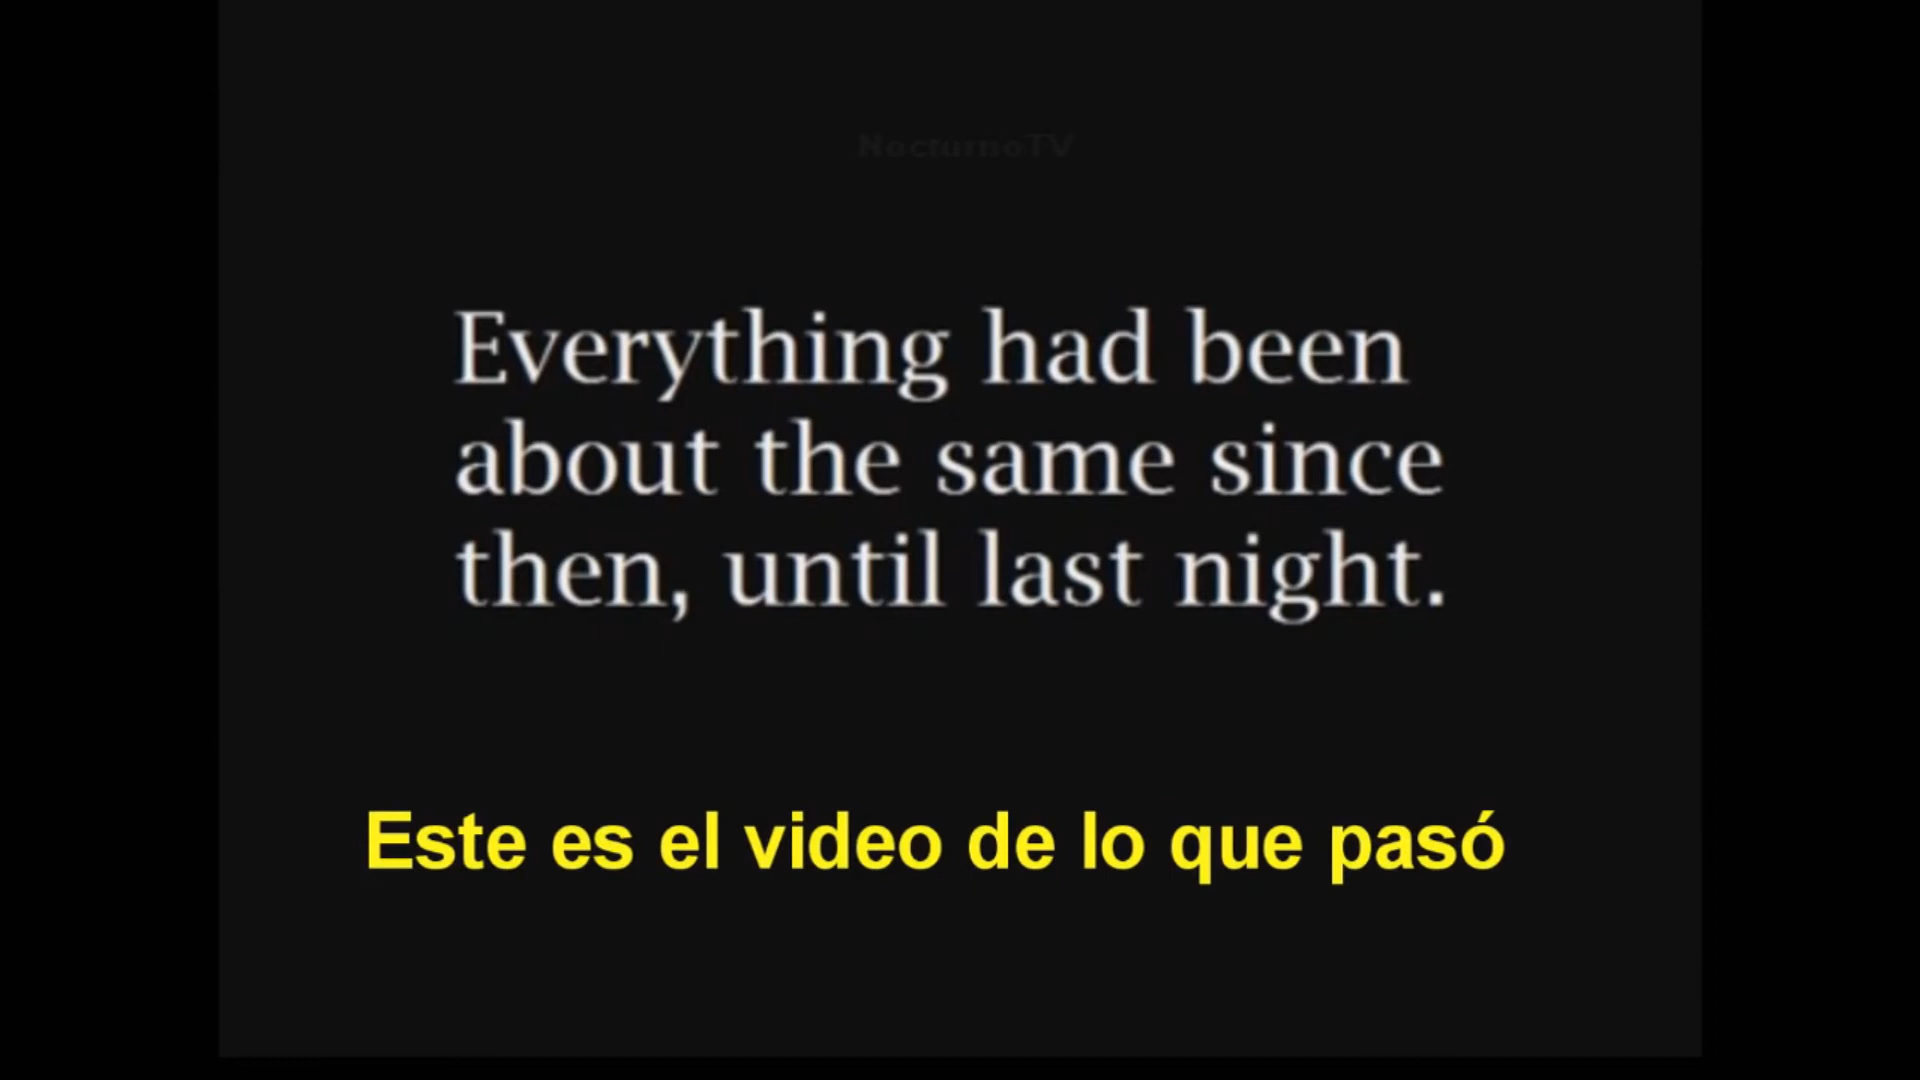 NocturnoTV
Everything had been
about the same since
then, until last night.
Este es el video de lo que pasó